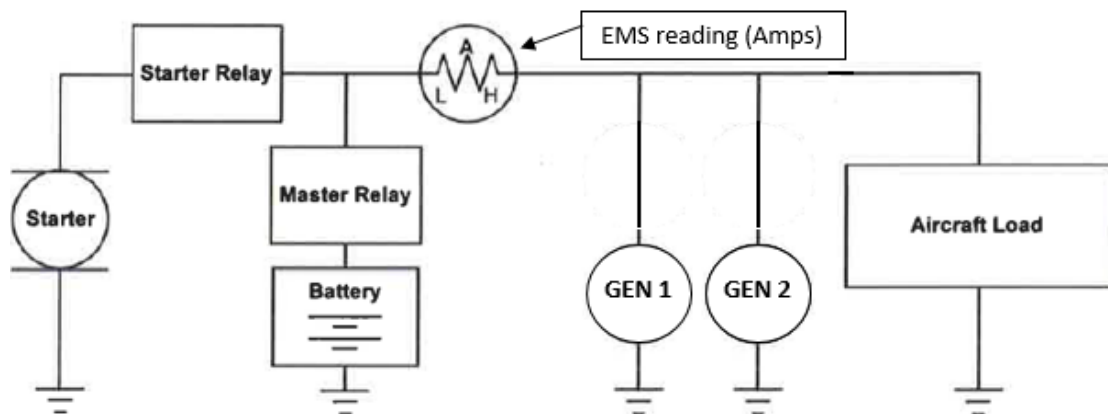 EMS reading (Amps)
Starter Relay
A
L H
Master Relay
Starter
Aircraft Load
Battery
GEN 1
GEN 2